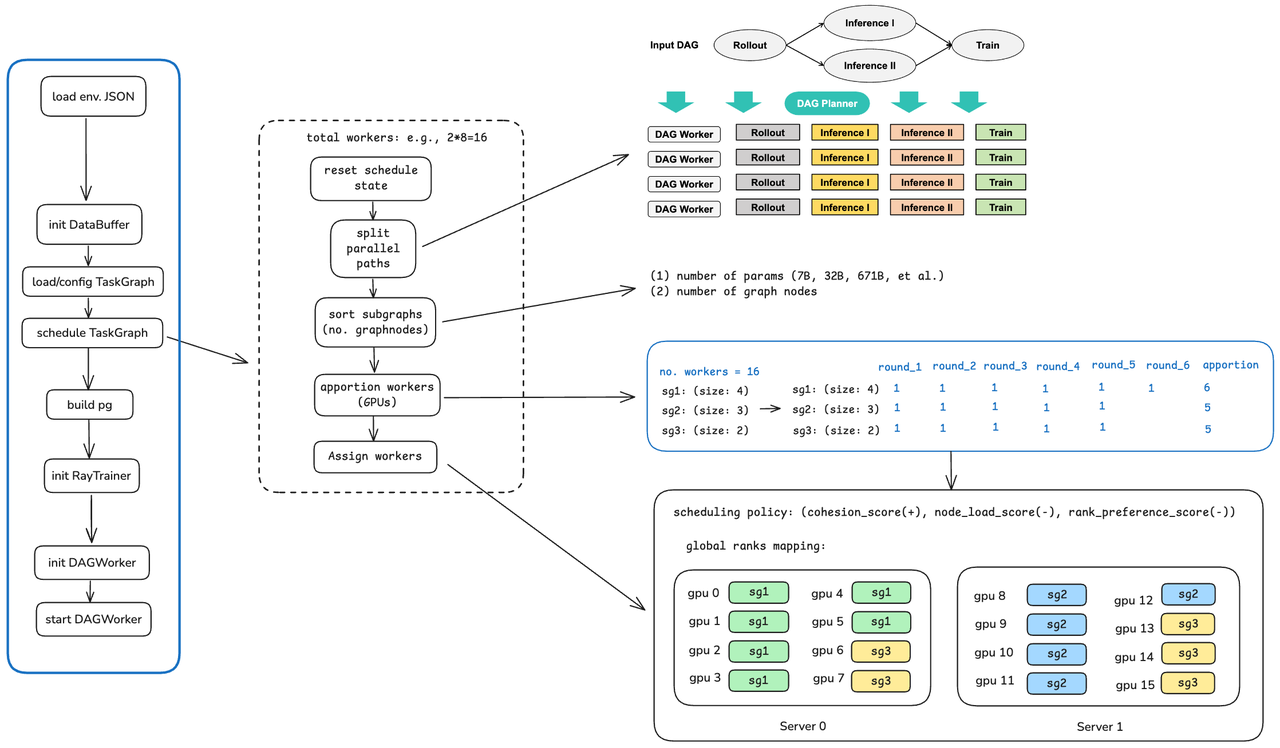 load env. JSON
init DataBuffer
load/config TaskGraph
schedule TaskGraph
build pg
init RayTrainer
init DAGWorker
start DAGWorker
total workers: e.g., 2*8=16
reset schedule
state
split
parallel
paths
sort subgraphs
(no. graphnodes)
apportion workers
(GPUs)
Assign workers
Input DAG
Rollout
Inference I
Inference II
Train
DAG Planner
DAG Worker Rollout Inference I Inference II Train
DAG Worker Rollout Inference I Inference II Train
DAG Worker Rollout Inference I Inference II Train
DAG Worker Rollout Inference I Inference II Train
(1) number of params (7B, 32B, 671B, et al.)
(2) number of graph nodes
no. workers = 16
sg1: (size: 4)
sg2: (size: 3)
sg3: (size: 2)
round_1 round_2 round_3 round_4 round_5 round_6 apportion
sg1: (size: 4) 1 1 1 1 1 1 6
sg2: (size: 3) 1 1 1 1 1 5
sg3: (size: 2) 1 1 1 1 1 5
scheduling policy: (cohesion_score(+), node_load_score(-), rank_preference_score(-))
global ranks mapping:
gpu 0 sg1 gpu 4 sg1
gpu 1 sg1 gpu 5 sg1
gpu 2 sg1 gpu 6 sg3
gpu 3 sg1 gpu 7 sg3
Server 0
gpu 8 sg2 gpu 12 sg2
gpu 9 sg2 gpu 13 sg3
gpu 10 sg2 gpu 14 sg3
gpu 11 sg2 gpu 15 sg3
Server 1